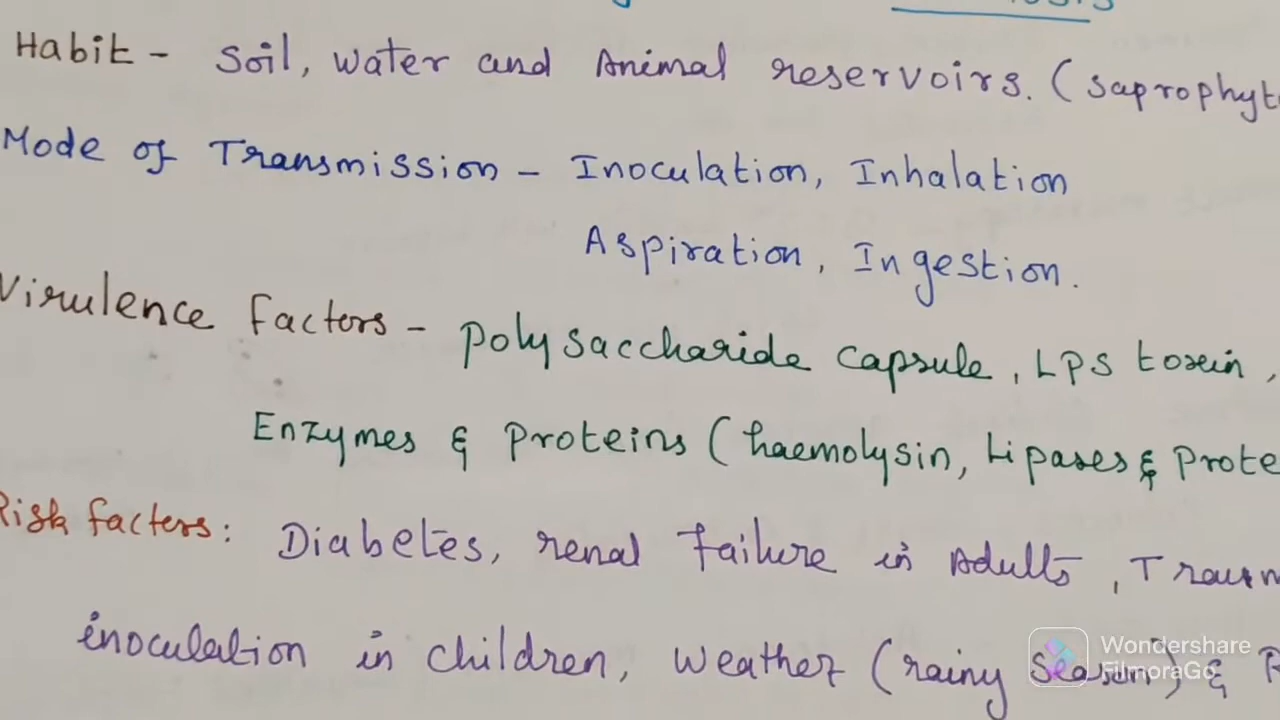 Habit - Soil, water and Animal reservoirs. (saprophyt
Mode of Transmission - Inoculation, Inhalation
Aspiration, Ingestion.
Virulence factors - polysaccharide capsule, LPS toxin,
Enzymes & Proteins (haemolysin, Lipases & Prote
Risk factors: Diabetes, renal failure in Adults, Traum
inoculation in children, weather (rainy season) &
Wondershare
FilmoraGo